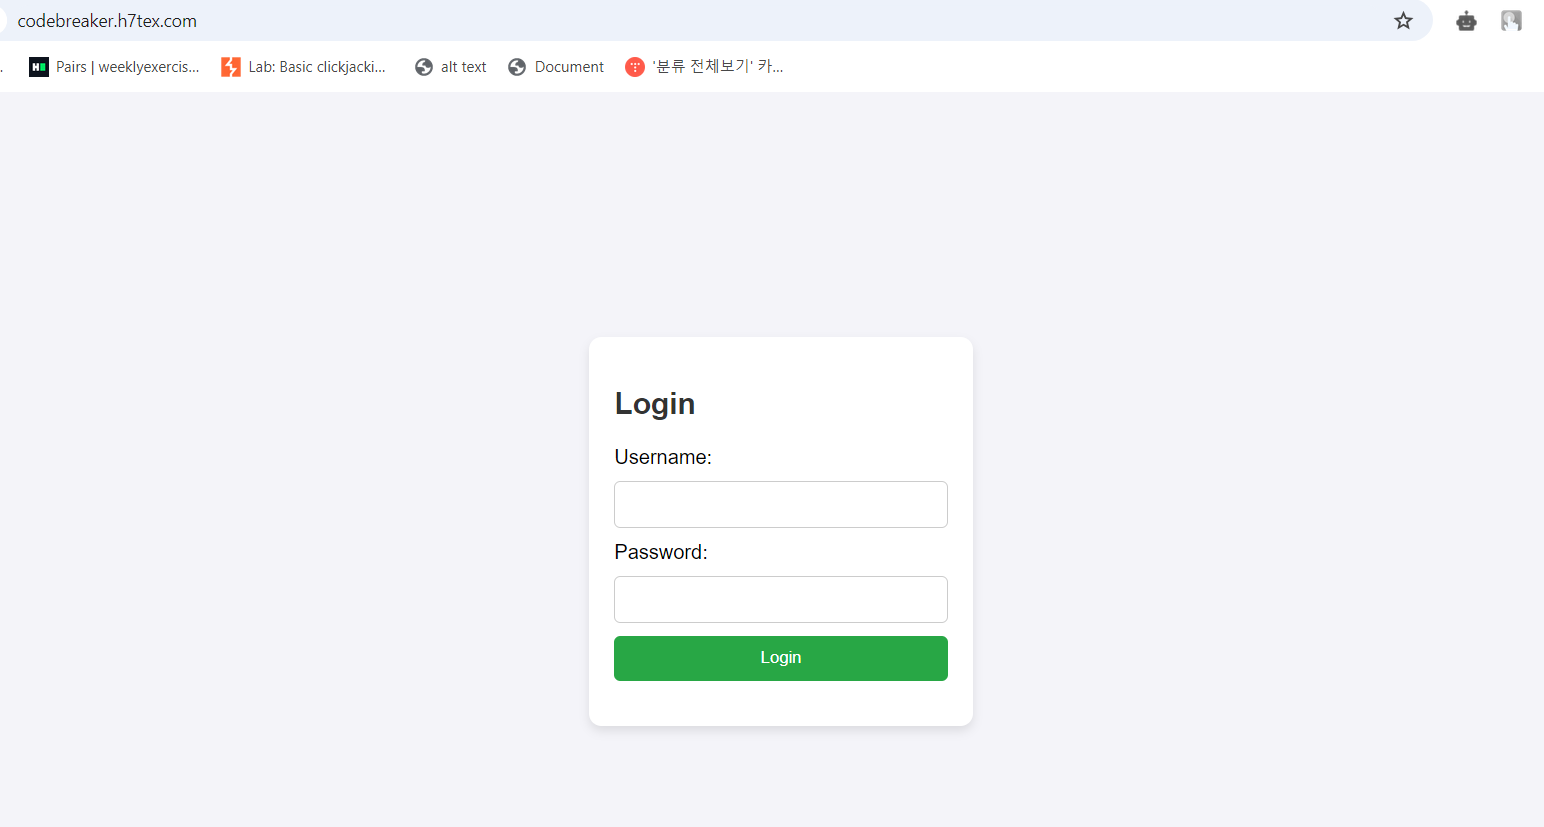 codebreaker.h7tex.com
. Pairs | weeklyexercis... Lab: Basic clickjacki... alt text Document '분류 전체보기' 카...
Login
Username:
Password:
Login